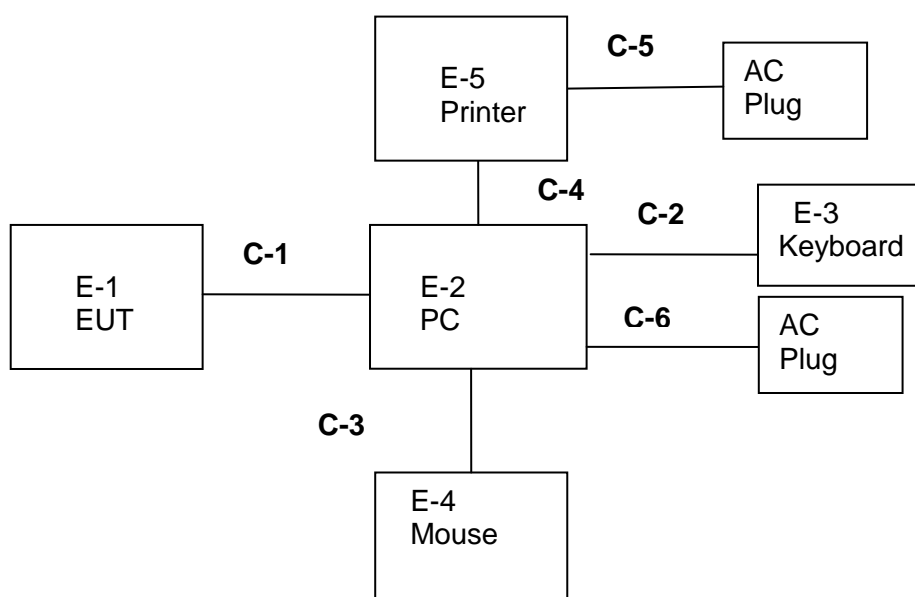 C-5
E-5
Printer
AC
Plug
C-4
C-2
E-3
Keyboard
C-1
E-1
EUT
E-2
PC
C-6
AC
Plug
C-3
E-4
Mouse